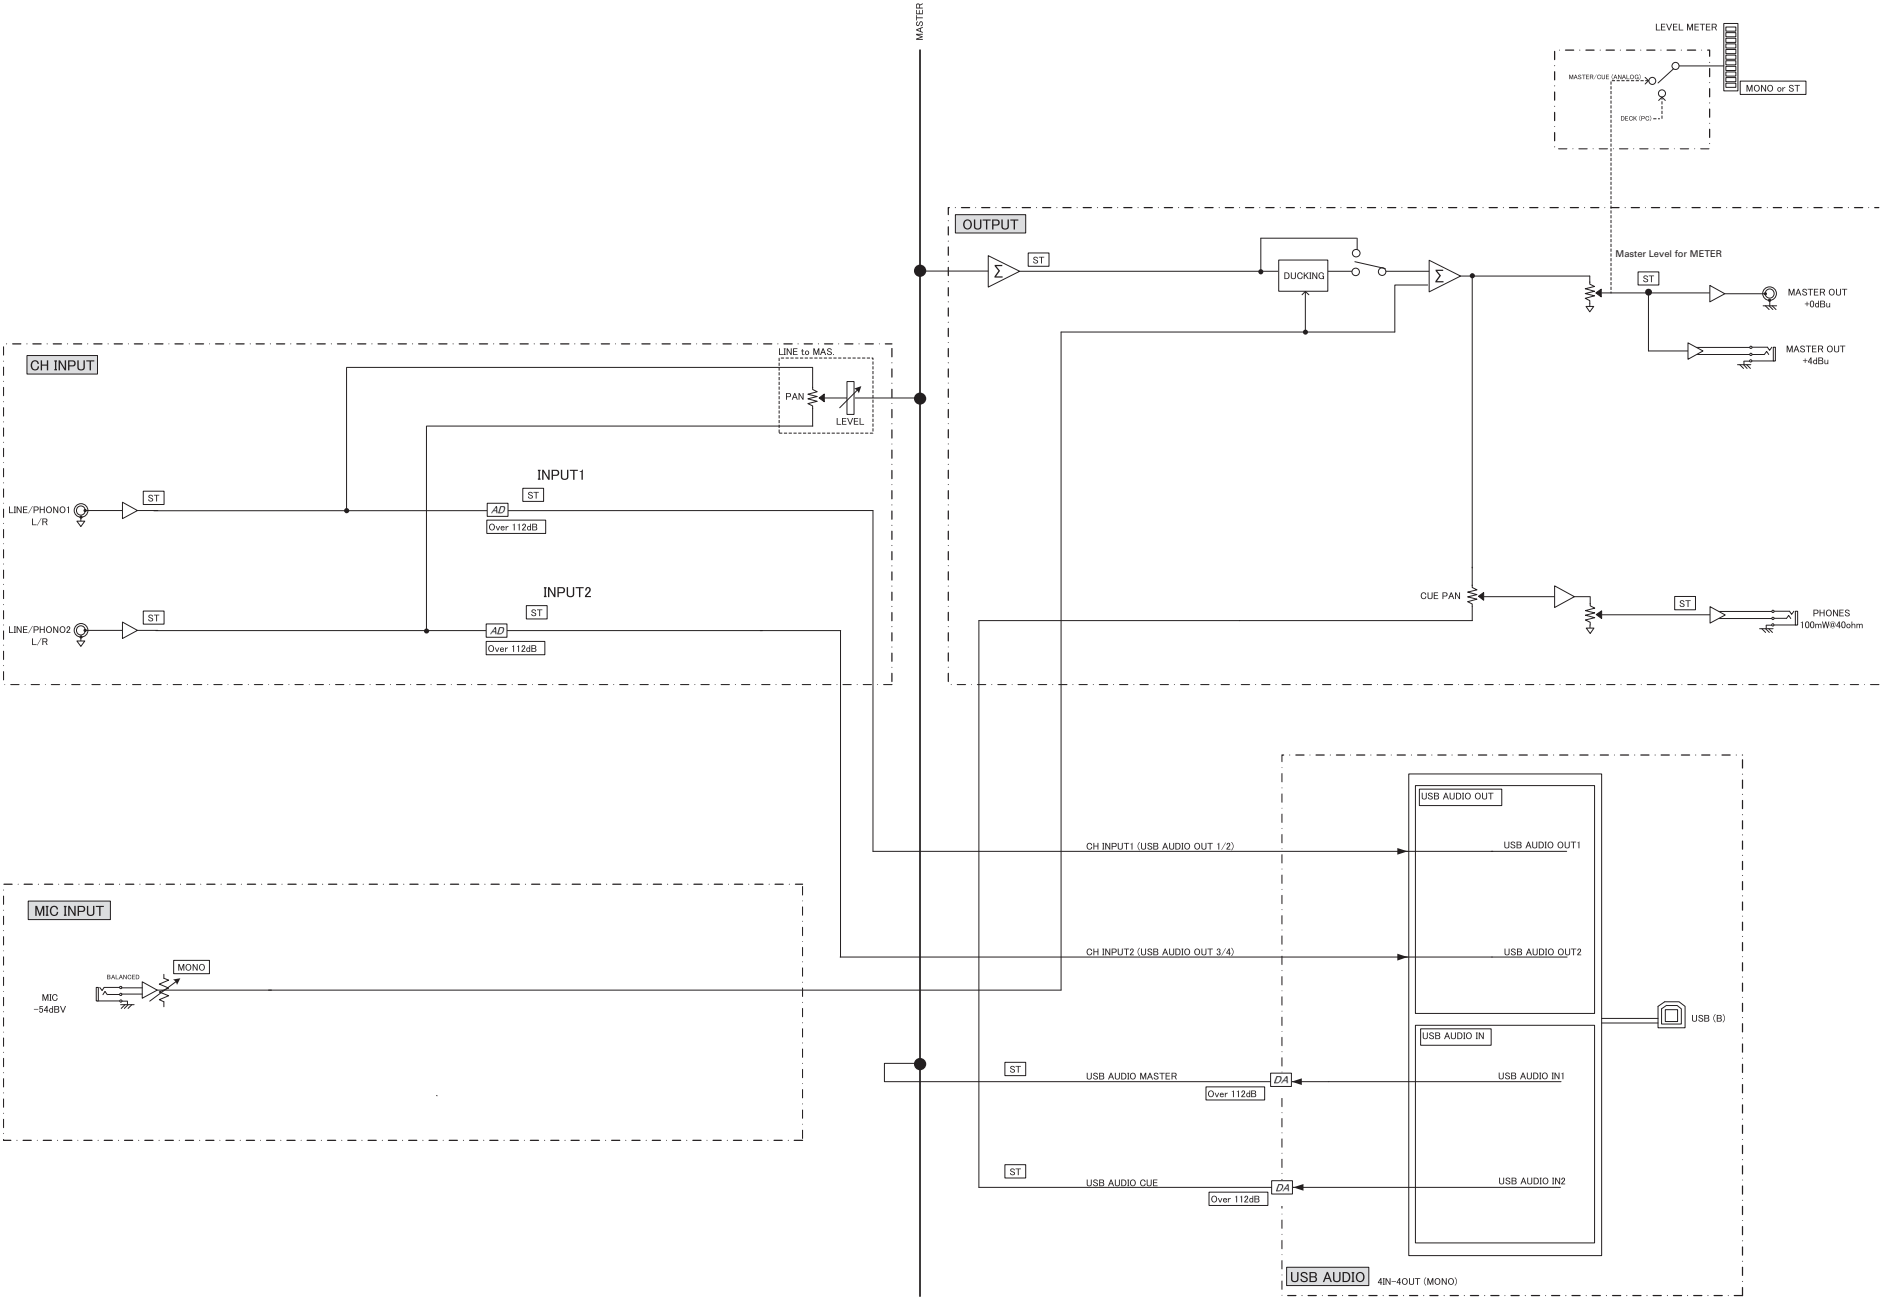 MASTER
LEVEL METER
MASTER/CUE (ANALOG)
MONO or ST
DECK (PC)
OUTPUT
ST
Σ
DUCKING
Σ
Master Level for METER
ST
MASTER OUT
+0dBu
MASTER OUT
+4dBu
CH INPUT
LINE to MAS.
PAN
LEVEL
INPUT1
ST
ST
LINE/PHONO1
L/R
AD
Over 112dB
INPUT2
ST
ST
LINE/PHONO2
L/R
AD
Over 112dB
CUE PAN
ST
PHONES
100mW@40ohm
USB AUDIO OUT
CH INPUT1 (USB AUDIO OUT 1/2)
USB AUDIO OUT1
MIC INPUT
CH INPUT2 (USB AUDIO OUT 3/4)
USB AUDIO OUT2
MONO
BALANCED
MIC
-54dBV
USB (B)
USB AUDIO IN
ST
USB AUDIO MASTER
DA
Over 112dB
USB AUDIO IN1
ST
USB AUDIO CUE
DA
Over 112dB
USB AUDIO IN2
USB AUDIO
4IN-4OUT (MONO)